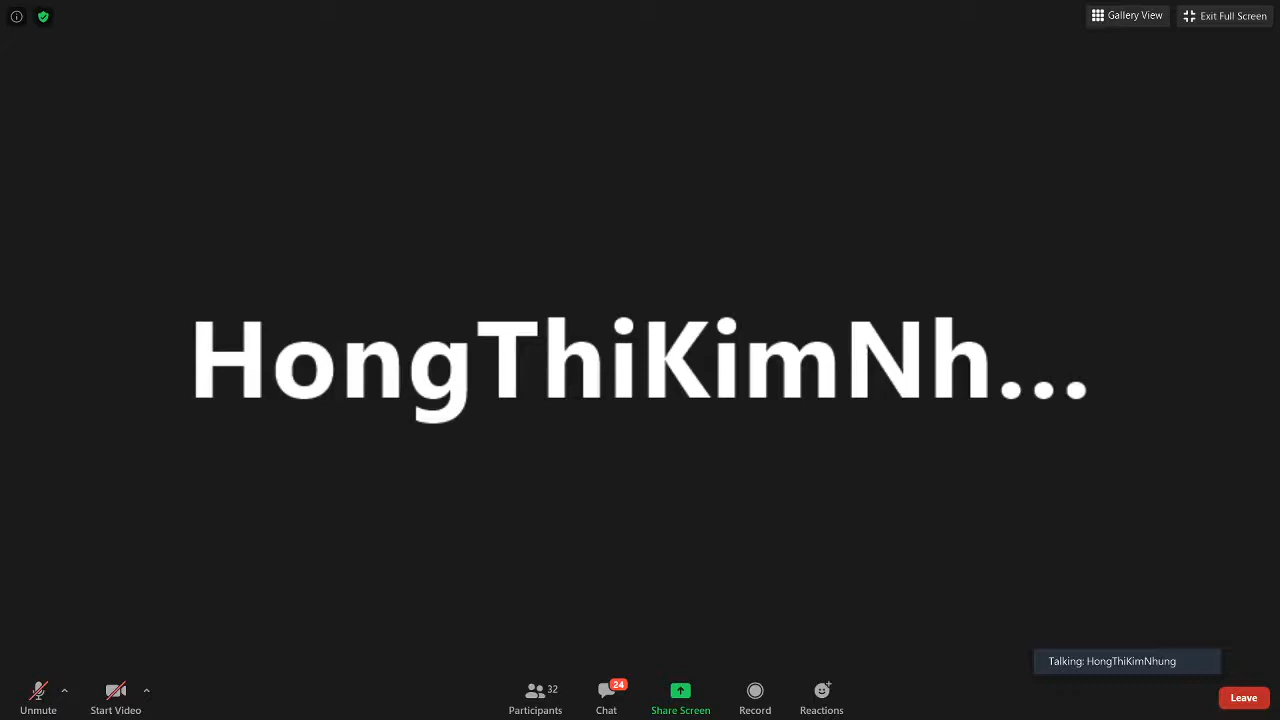 Gallery View
Exit Full Screen
HongThiKimNh...
Talking: HongThiKimNhung
32
24
Unmute
Start Video
Participants
Chat
Share Screen
Record
Reactions
Leave